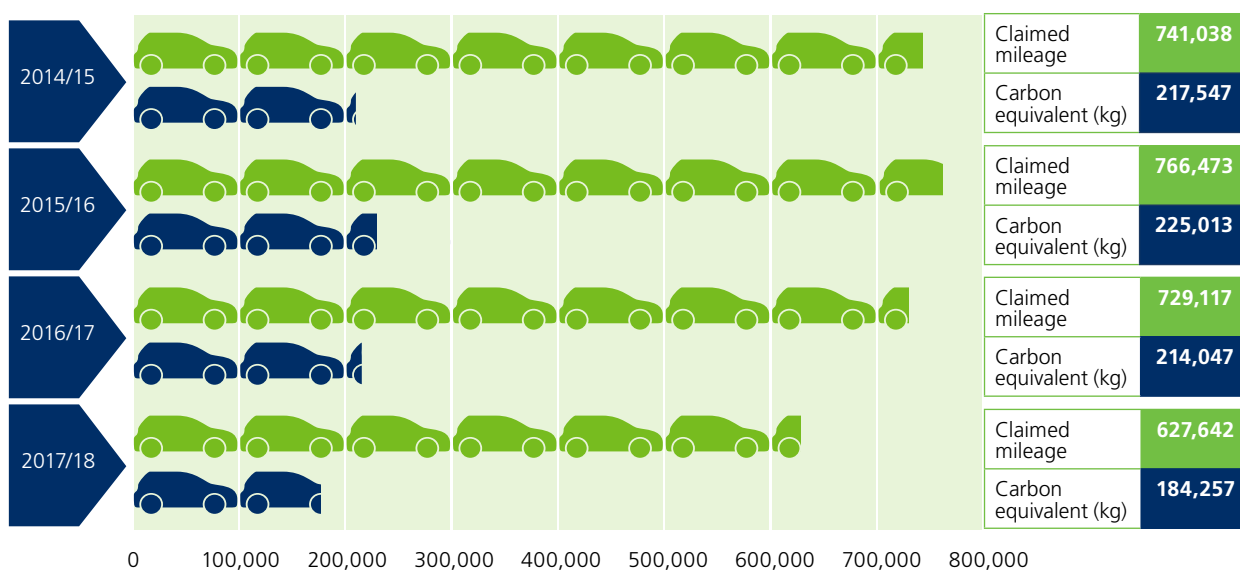 2014/15
Claimed
mileage
741,038
Carbon
equivalent (kg)
217,547
2015/16
Claimed
mileage
766,473
Carbon
equivalent (kg)
225,013
2016/17
Claimed
mileage
729,117
Carbon
equivalent (kg)
214,047
2017/18
Claimed
mileage
627,642
Carbon
equivalent (kg)
184,257
0 100,000 200,000 300,000 400,000 500,000 600,000 700,000 800,000